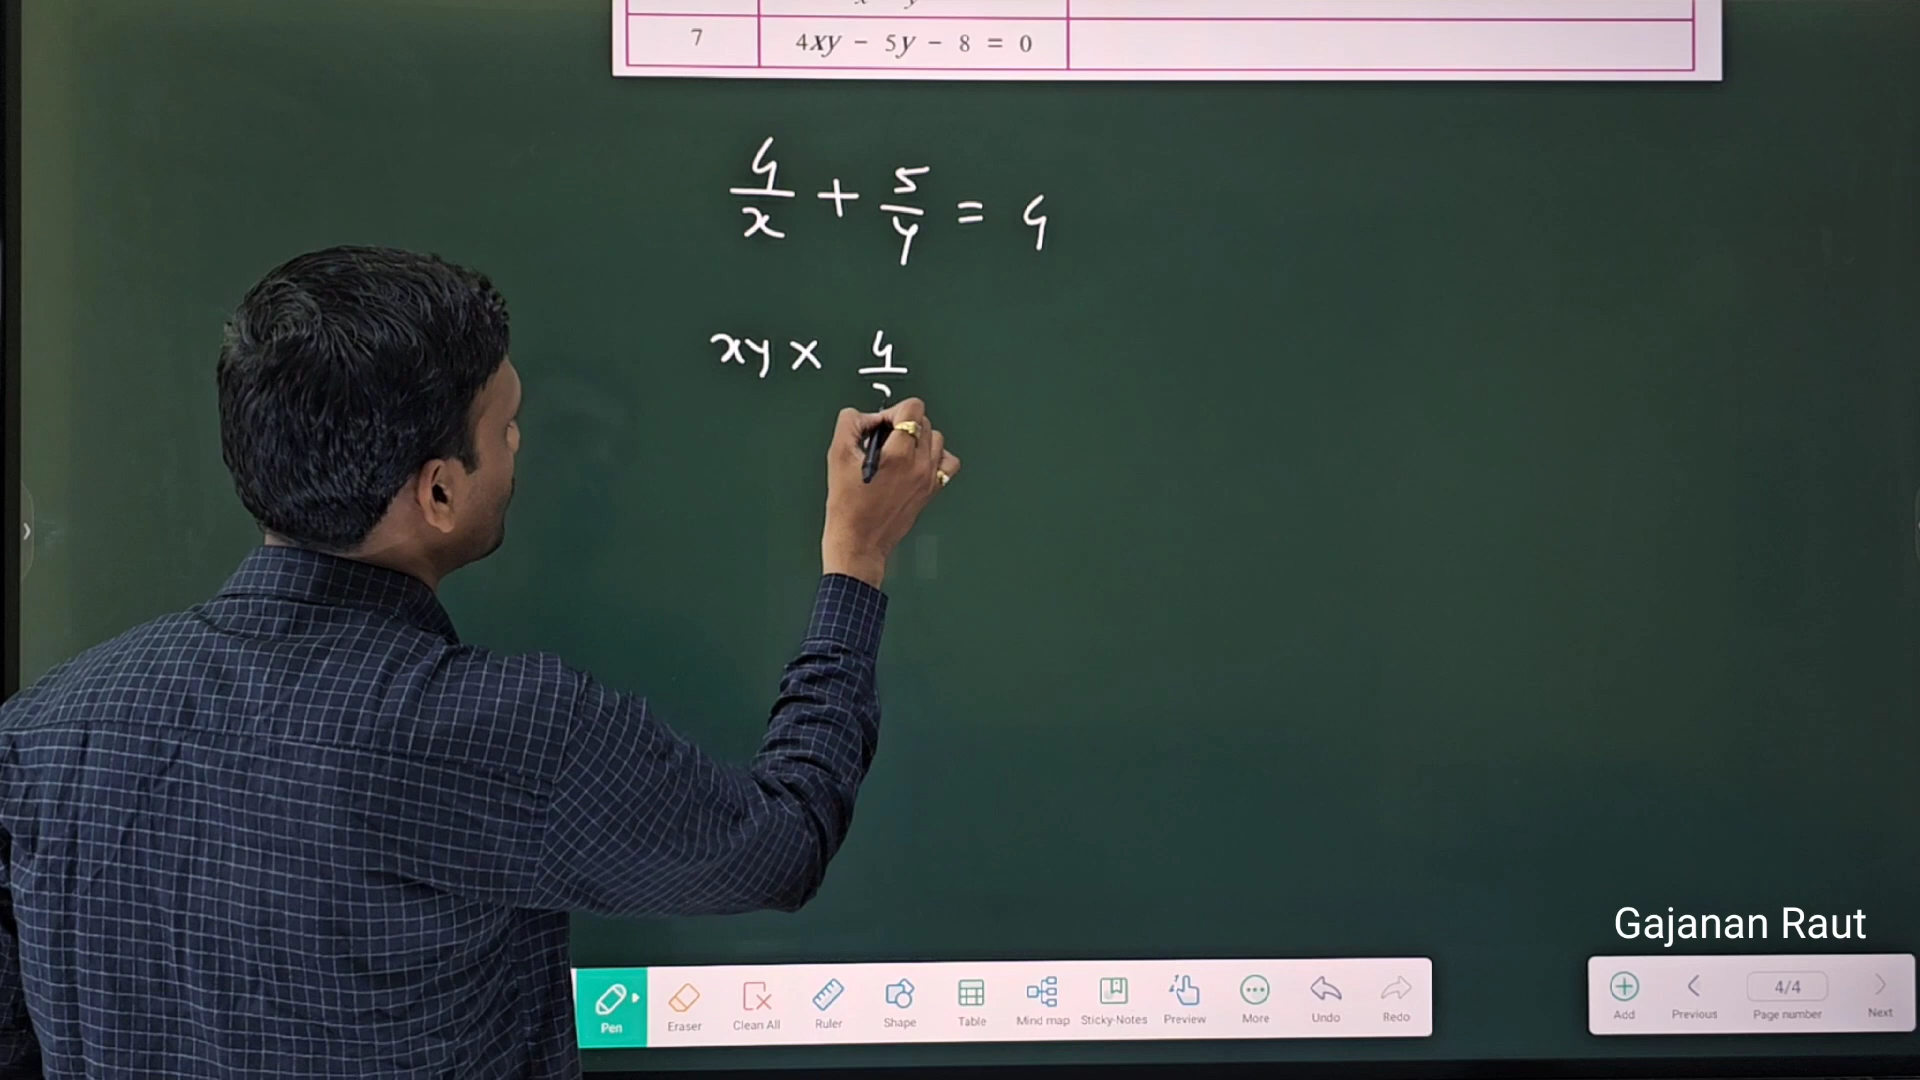 7 4xy − 5y − 8 = 0
4/x + 5/y = 4
xy × 4/
Gajanan Raut
Pen Eraser Clean All Ruler Shape Table Mind map Sticky-Notes Preview More Undo Redo
Add Previous 4/4 Page number Next